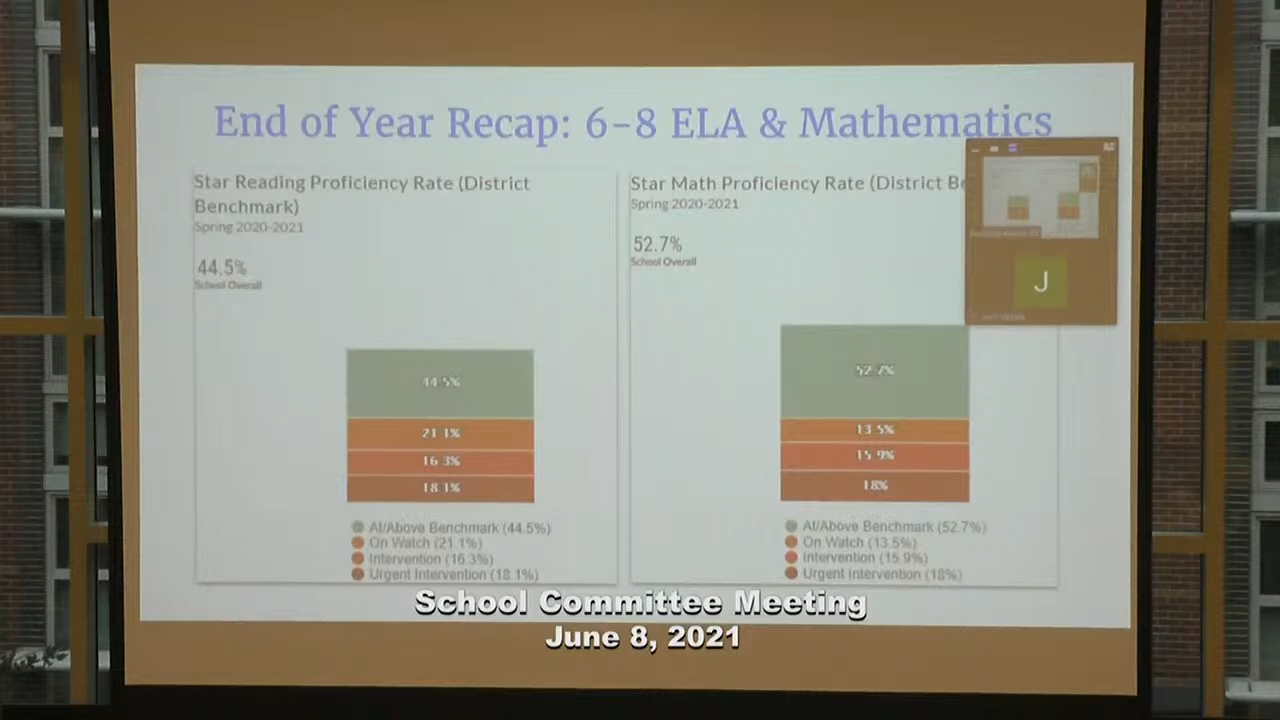 End of Year Recap: 6-8 ELA & Mathematics
Star Reading Proficiency Rate (District
Benchmark)
Spring 2020-2021
44.5%
School Overall
44.5%
21.1%
16.3%
18.1%
At/Above Benchmark (44.5%)
On Watch (21.1%)
Intervention (16.3%)
Urgent Intervention (18.1%)
Star Math Proficiency Rate (District Be
Spring 2020-2021
52.7%
School Overall
52.7%
13.5%
15.9%
18%
At/Above Benchmark (52.7%)
On Watch (13.5%)
Intervention (15.9%)
Urgent Intervention (18%)
J
School Committee Meeting
June 8, 2021